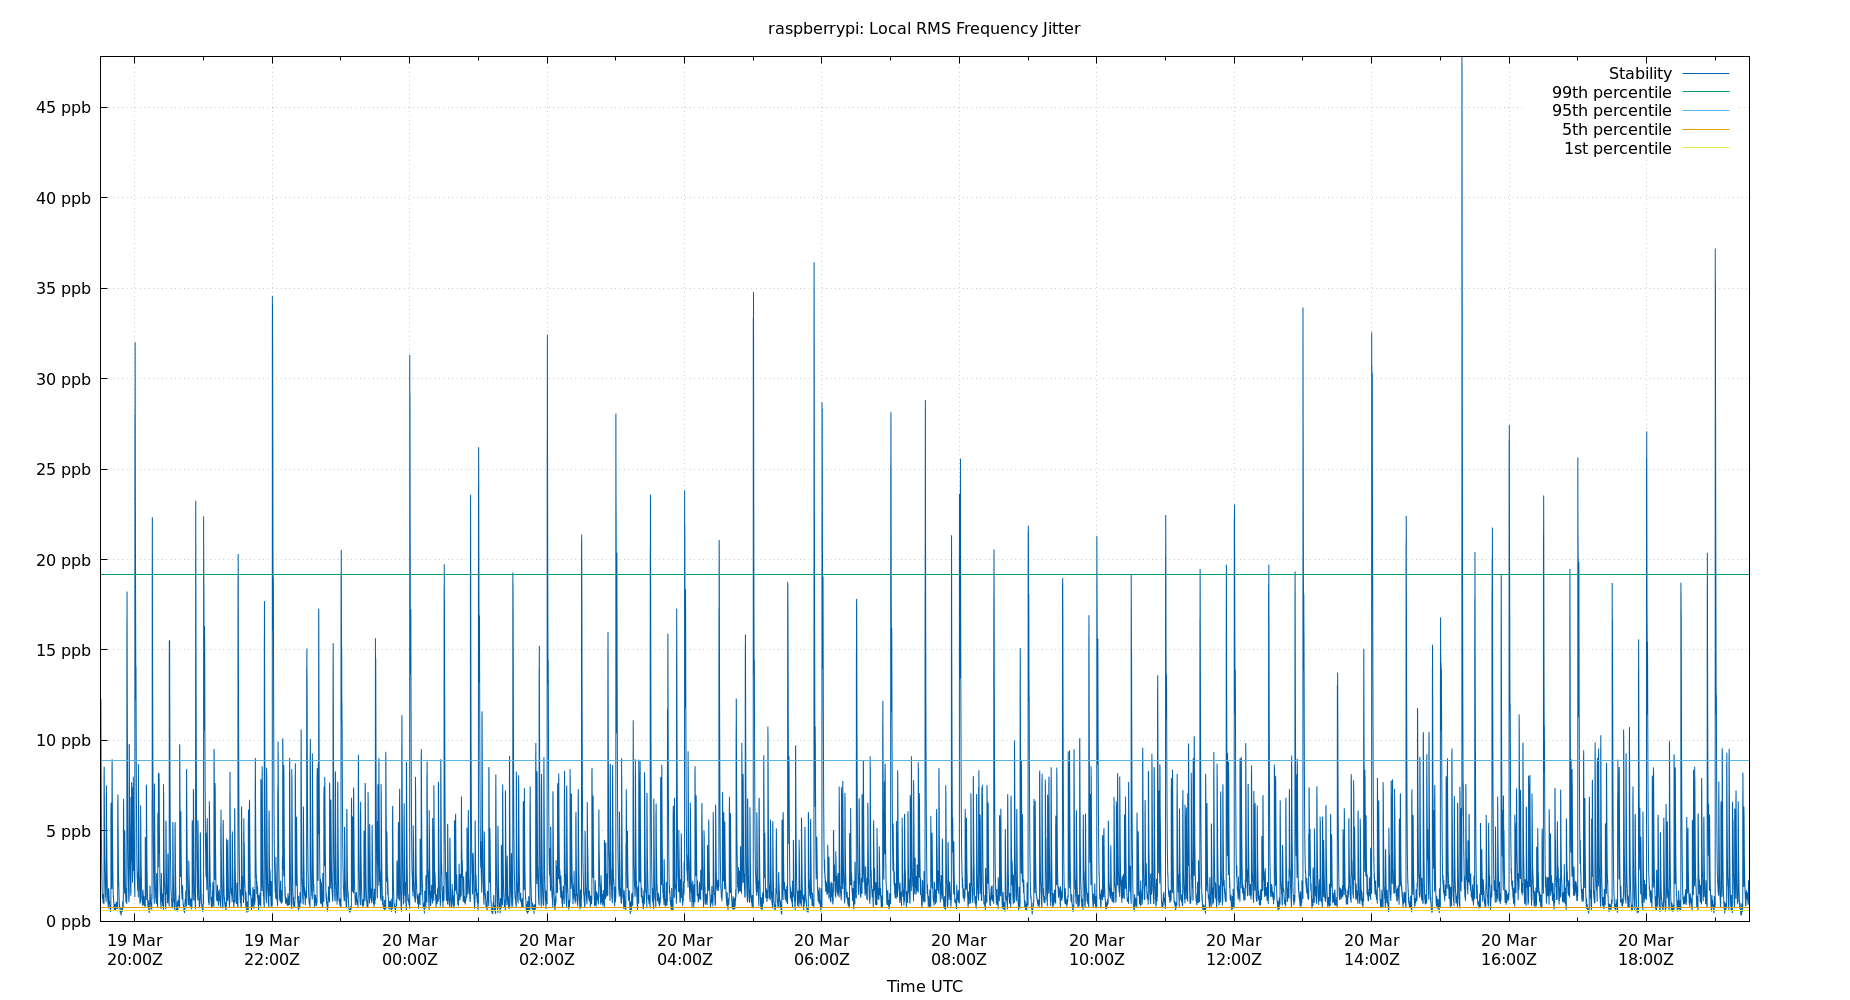 raspberrypi: Local RMS Frequency Jitter
Stability
99th percentile
95th percentile
5th percentile
1st percentile
45 ppb
40 ppb
35 ppb
30 ppb
25 ppb
20 ppb
15 ppb
10 ppb
5 ppb
0 ppb
19 Mar 19 Mar 20 Mar 20 Mar 20 Mar 20 Mar 20 Mar 20 Mar 20 Mar 20 Mar 20 Mar 20 Mar
20:00Z 22:00Z 00:00Z 02:00Z 04:00Z 06:00Z 08:00Z 10:00Z 12:00Z 14:00Z 16:00Z 18:00Z
Time UTC